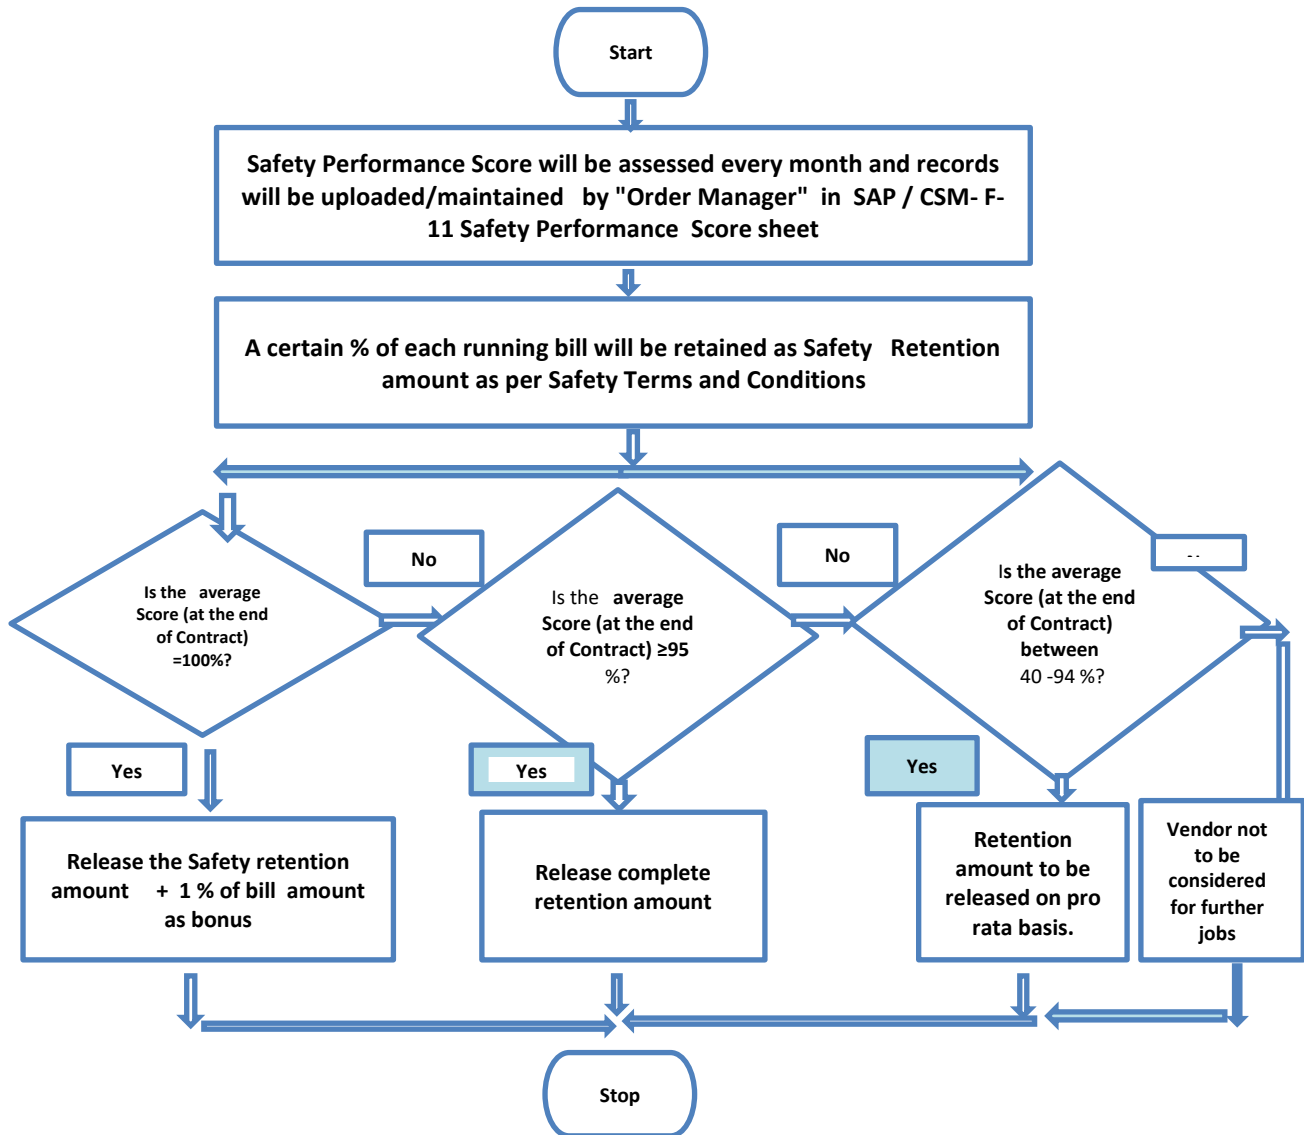 Start
Safety Performance Score will be assessed every month and records
will be uploaded/maintained by "Order Manager" in SAP / CSM- F-
11 Safety Performance Score sheet
A certain % of each running bill will be retained as Safety Retention
amount as per Safety Terms and Conditions
No
No
Is the average
Score (at the end
of Contract)
=100%?
Is the average
Score (at the end
of Contract) ≥95
%?
Is the average
Score (at the end
of Contract)
between
40 -94 %?
Yes
Yes
Yes
Release the Safety retention
amount + 1 % of bill amount
as bonus
Release complete
retention amount
Retention
amount to be
released on pro
rata basis.
Vendor not
to be
considered
for further
jobs
Stop